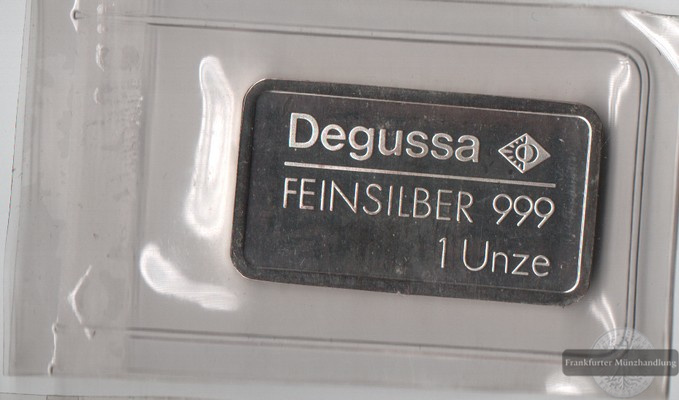 Degussa
FEINSILBER 999
1 Unze
Frankfurter Münzhandlung